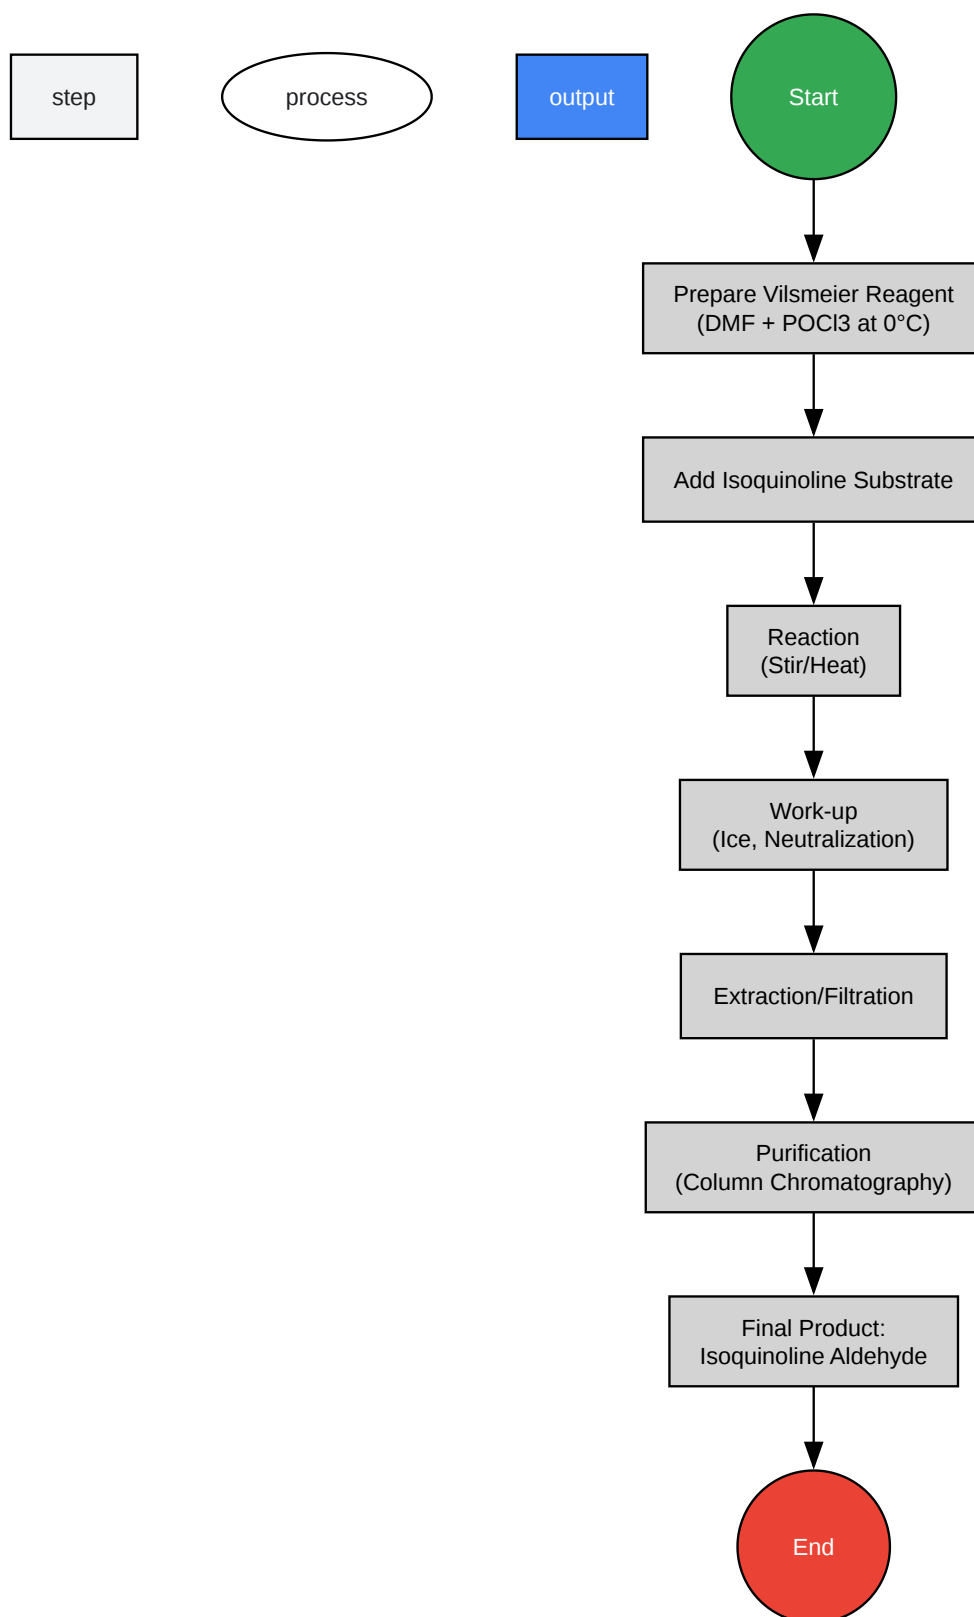 step
process
output
Start
Prepare Vilsmeier Reagent
(DMF + POCl3 at 0°C)
Add Isoquinoline Substrate
Reaction
(Stir/Heat)
Work-up
(Ice, Neutralization)
Extraction/Filtration
Purification
(Column Chromatography)
Final Product:
Isoquinoline Aldehyde
End